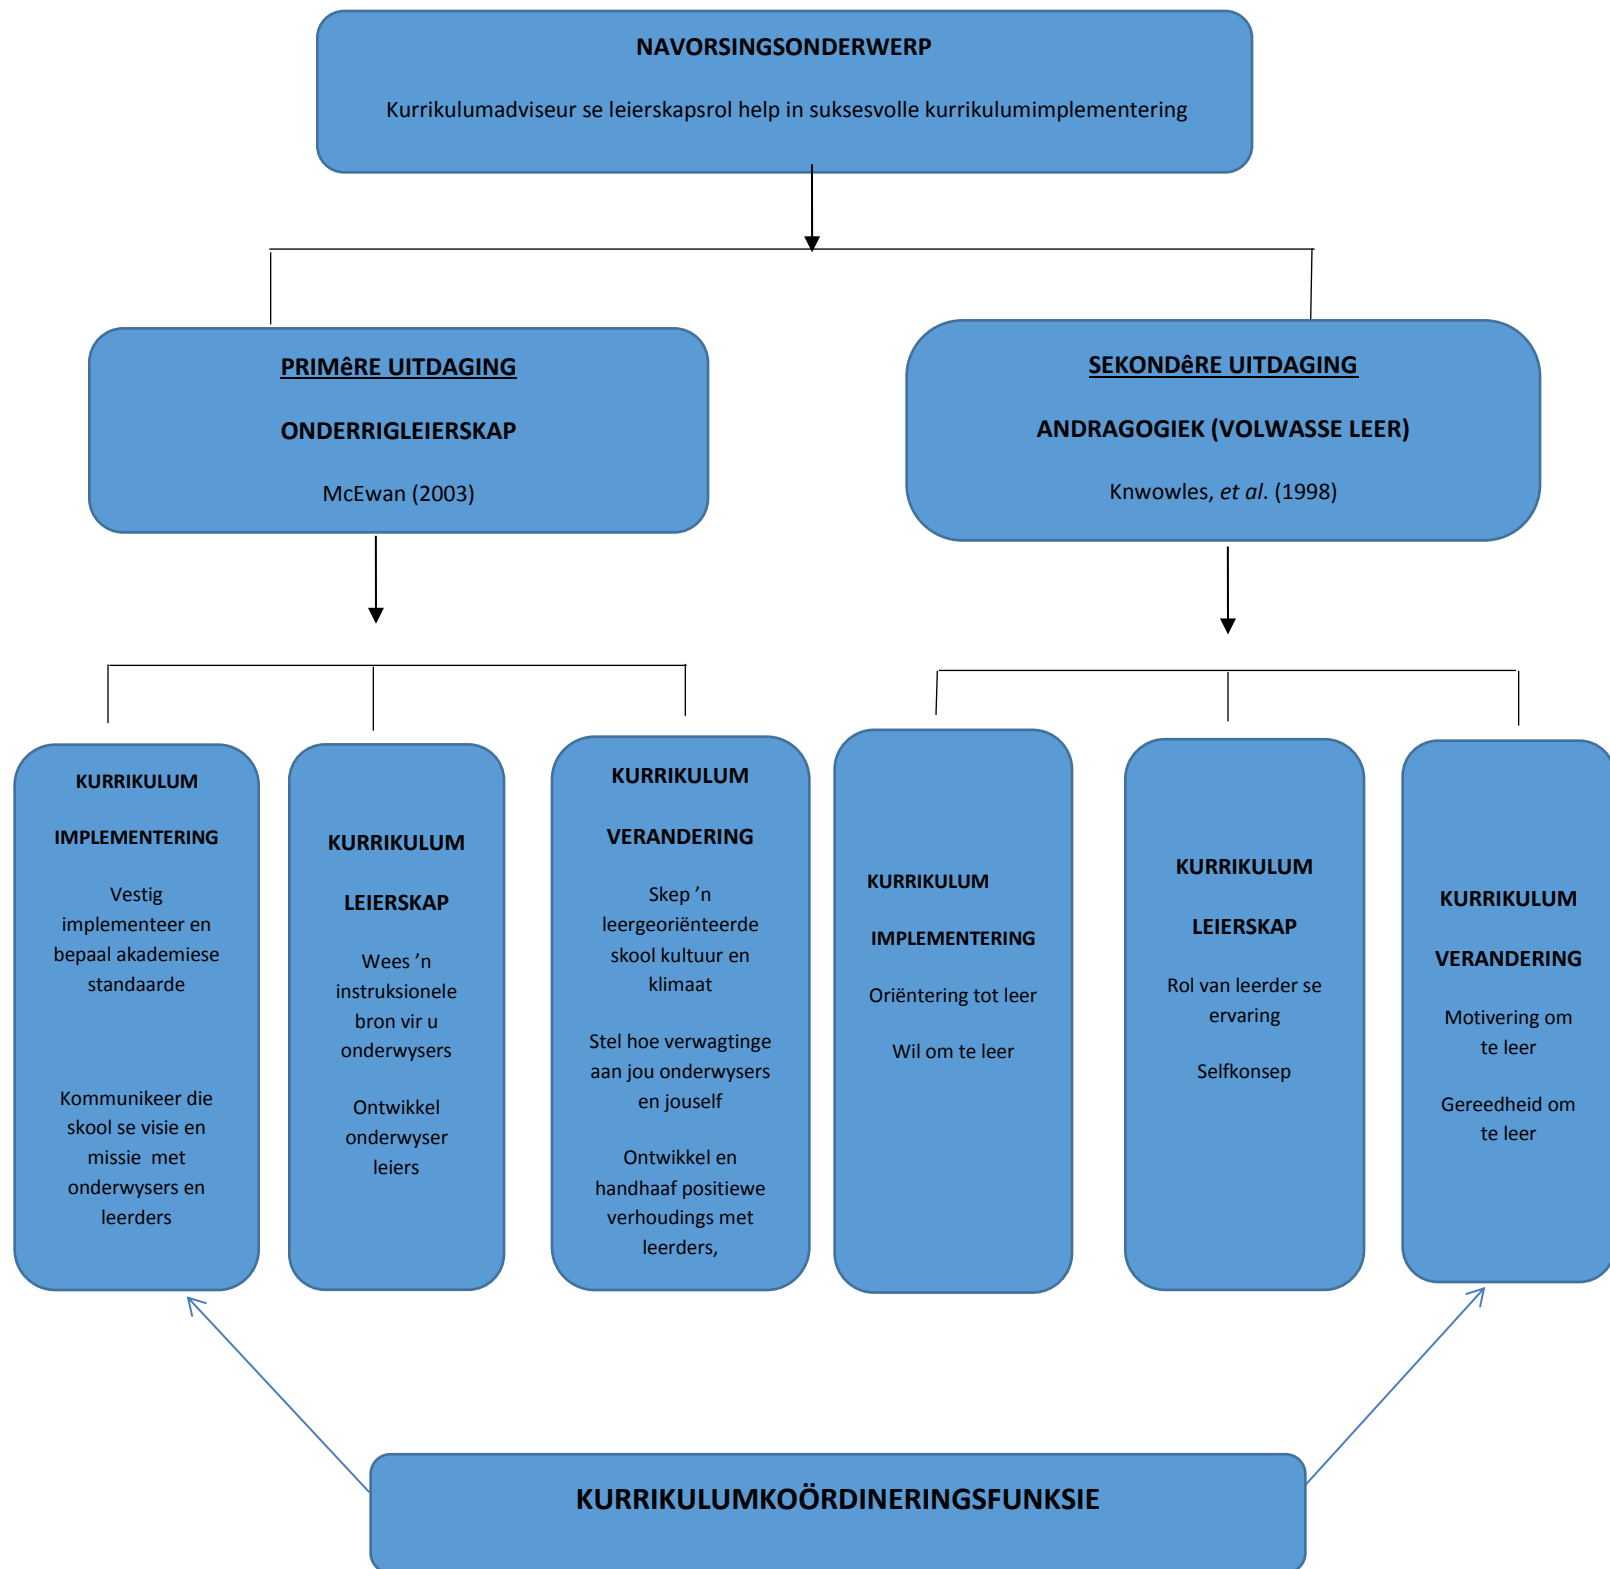 NAVORSINGSONDERWERP
Kurrikulumadviseur se leierskapsrol help in suksesvolle kurrikulumimplementering
PRIMêRE UITDAGING
ONDERRIGLEIERSKAP
McEwan (2003)
SEKONDêRE UITDAGING
ANDRAGOGIEK (VOLWASSE LEER)
Knwowles, et al. (1998)
KURRIKULUM
IMPLEMENTERING
Vestig
implementeer en
bepaal akademiese
standaarde
Kommunikeer die
skool se visie en
missie met
onderwysers en
leerders
KURRIKULUM
LEIERSKAP
Wees ’n
instruksionele
bron vir u
onderwysers
Ontwikkel
onderwyser
leiers
KURRIKULUM
VERANDERING
Skep ’n
leergeoriënteerde
skool kultuur en
klimaat
Stel hoe verwagtinge
aan jou onderwysers
en jouself
Ontwikkel en
handhaaf positiewe
verhoudings met
leerders,
KURRIKULUM
IMPLEMENTERING
Oriëntering tot leer
Wil om te leer
KURRIKULUM
LEIERSKAP
Rol van leerder se
ervaring
Selfkonsep
KURRIKULUM
VERANDERING
Motivering om
te leer
Gereedheid om
te leer
KURRIKULUMKOÖRDINERINGSFUNKSIE